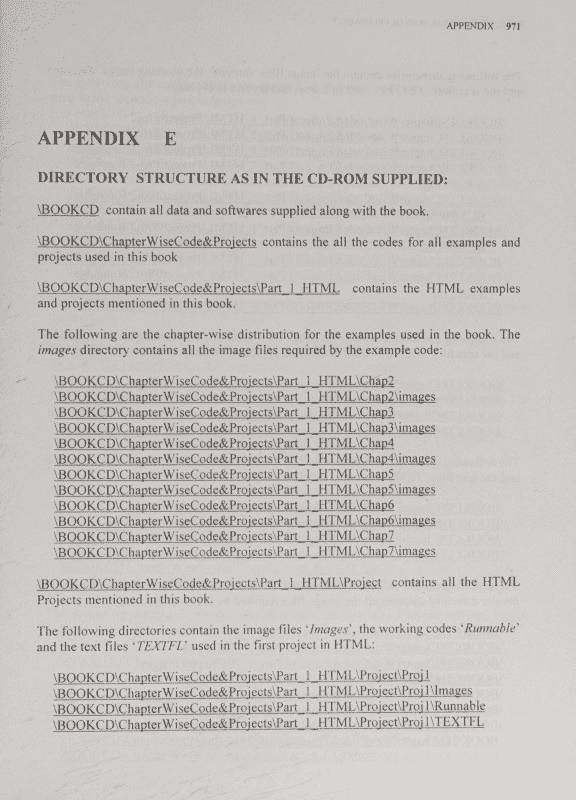 APPENDIX 971
APPENDIX E
DIRECTORY STRUCTURE AS IN THE CD-ROM SUPPLIED:
\BOOKCD contain all data and softwares supplied along with the book.
\BOOKCD\ChapterWiseCode&Projects contains the all the codes for all examples and
projects used in this book
\BOOKCD\ChapterWiseCode&Projects\Part_1_HTML contains the HTML examples
and projects mentioned in this book.
The following are the chapter-wise distribution for the examples used in the book. The
images directory contains all the image files required by the example code:
\BOOKCD\ChapterWiseCode&Projects\Part_1_HTML\Chap2
\BOOKCD\ChapterWiseCode&Projects\Part_1_HTML\Chap2\images
\BOOKCD\ChapterWiseCode&Projects\Part_1_HTML\Chap3
\BOOKCD\ChapterWiseCode&Projects\Part_1_HTML\Chap3\images
\BOOKCD\ChapterWiseCode&Projects\Part_1_HTML\Chap4
\BOOKCD\ChapterWiseCode&Projects\Part_1_HTML\Chap4\images
\BOOKCD\ChapterWiseCode&Projects\Part_1_HTML\Chap5
\BOOKCD\ChapterWiseCode&Projects\Part_1_HTML\Chap5\images
\BOOKCD\ChapterWiseCode&Projects\Part_1_HTML\Chap6
\BOOKCD\ChapterWiseCode&Projects\Part_1_HTML\Chap6\images
\BOOKCD\ChapterWiseCode&Projects\Part_1_HTML\Chap7
\BOOKCD\ChapterWiseCode&Projects\Part_1_HTML\Chap7\images
\BOOKCD\ChapterWiseCode&Projects\Part_1_HTML\Project contains all the HTML
Projects mentioned in this book.
The following directories contain the image files ‘Images’, the working codes ‘Runnable’
and the text files ‘TEXTFL’ used in the first project in HTML:
\BOOKCD\ChapterWiseCode&Projects\Part_1_HTML\Project\Proj1
\BOOKCD\ChapterWiseCode&Projects\Part_1_HTML\Project\Proj1\Images
\BOOKCD\ChapterWiseCode&Projects\Part_1_HTML\Project\Proj1\Runnable
\BOOKCD\ChapterWiseCode&Projects\Part_1_HTML\Project\Proj1\TEXTFL